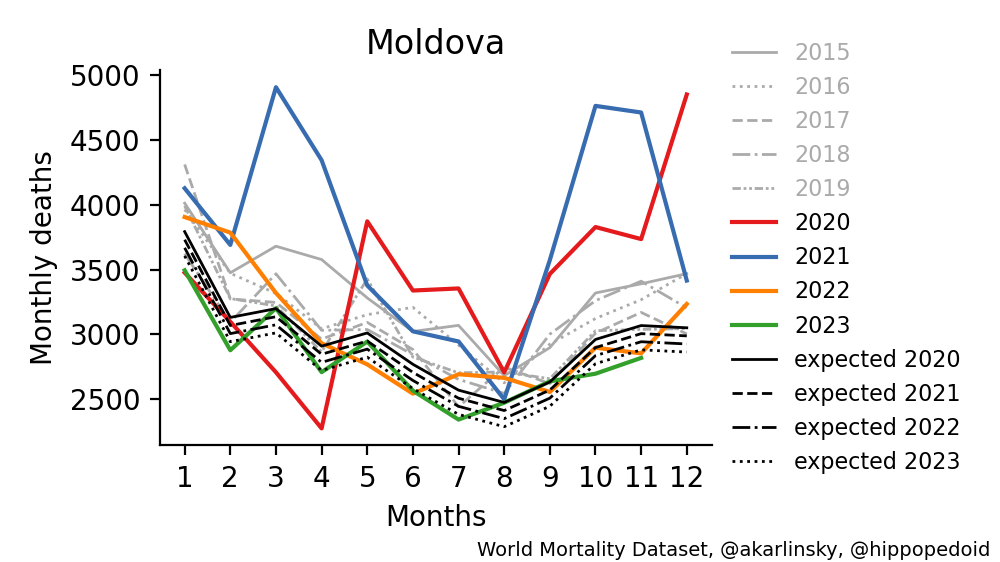 Moldova
Monthly deaths
5000
4500
4000
3500
3000
2500
1 2 3 4 5 6 7 8 9 10 11 12
Months
2015
2016
2017
2018
2019
2020
2021
2022
2023
expected 2020
expected 2021
expected 2022
expected 2023
World Mortality Dataset, @akarlinsky, @hippopedoid